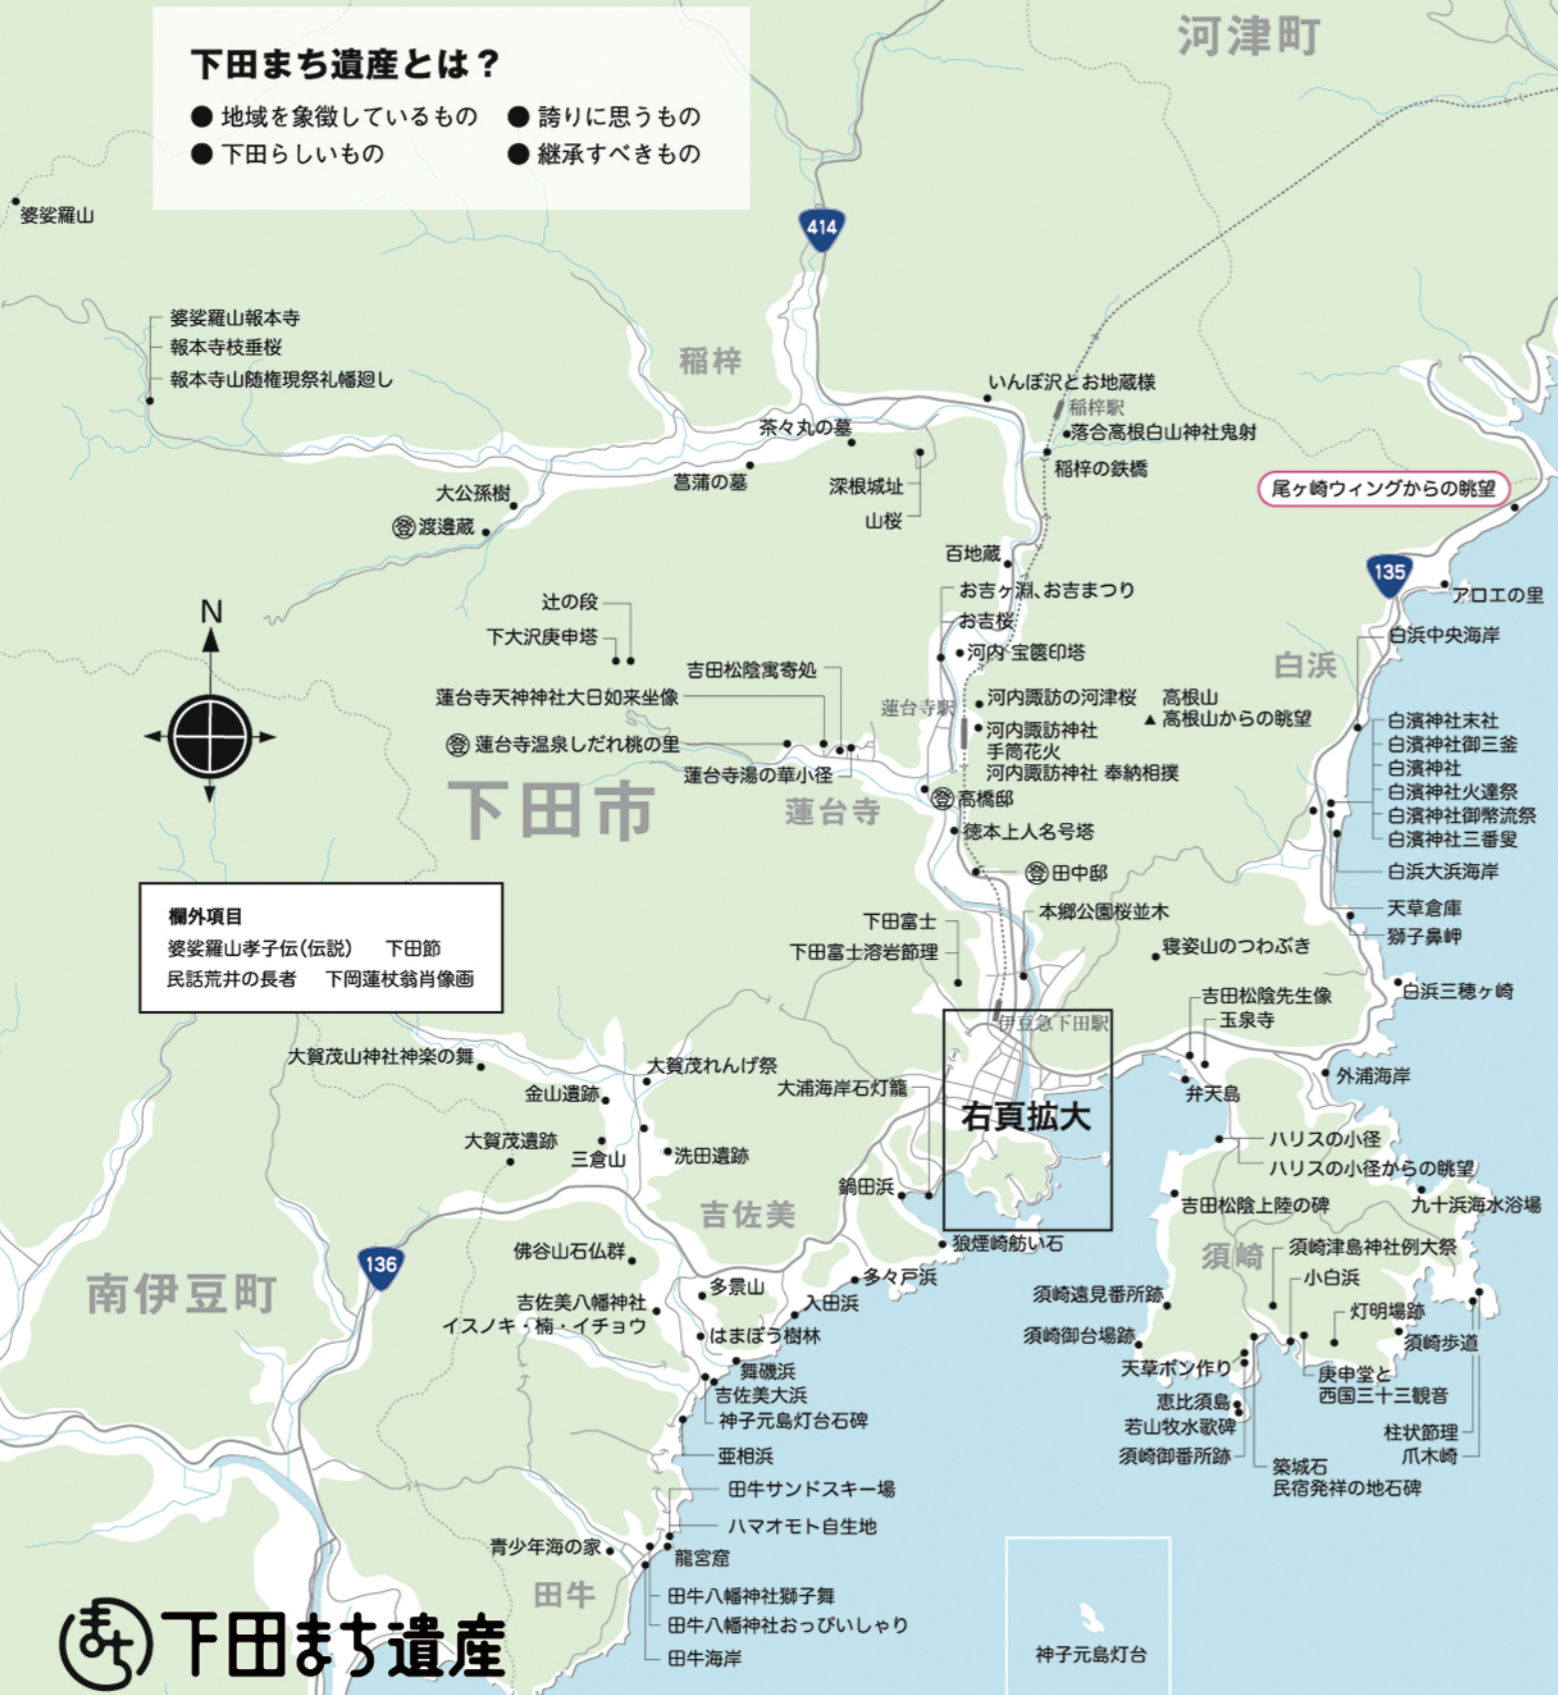 下田まち遺産とは？
● 地域を象徴しているもの ● 誇りに思うもの
● 下田らしいもの ● 継承すべきもの
河津町
婆娑羅山
414
婆娑羅山報本寺
報本寺枝垂桜
報本寺山随権現祭礼幡廻し
稲梓
いんぼ沢とお地蔵様
稲梓駅
落合高根白山神社鬼射
稲梓の鉄橋
茶々丸の墓
菖蒲の墓
深根城址
山桜
大公孫樹
登 渡邊蔵
尾ヶ崎ウィングからの眺望
135
アロエの里
百地蔵
お吉ヶ淵、お吉まつり
お吉桜
河内 宝篋印塔
N
辻の段
下大沢庚申塔
吉田松陰寓寄処
蓮台寺天神神社大日如来坐像
登 蓮台寺温泉しだれ桃の里
蓮台寺湯の華小径
蓮台寺駅
河内諏訪の河津桜
河内諏訪神社
手筒花火
河内諏訪神社 奉納相撲
高根山
▲ 高根山からの眺望
白浜
白浜中央海岸
白濱神社末社
白濱神社御三釜
白濱神社
白濱神社火達祭
白濱神社御幣流祭
白濱神社三番叟
白浜大浜海岸
天草倉庫
獅子鼻岬
白浜三穂ヶ崎
下田市
蓮台寺
登 高橋邸
徳本上人名号塔
登 田中邸
本郷公園桜並木
下田富士
下田富士溶岩節理
寝姿山のつわぶき
欄外項目
婆娑羅山孝子伝（伝説） 下田節
民話荒井の長者 下岡蓮杖翁肖像画
吉田松陰先生像
玉泉寺
弁天島
外浦海岸
伊豆急下田駅
右頁拡大
大賀茂山神社神楽の舞
大賀茂れんげ祭
金山遺跡
大浦海岸石灯籠
大賀茂遺跡
三倉山
洗田遺跡
鍋田浜
吉佐美
狼煙崎舫い石
ハリスの小径
ハリスの小径からの眺望
吉田松陰上陸の碑
九十浜海水浴場
須崎
須崎津島神社例大祭
小白浜
灯明場跡
須崎遠見番所跡
須崎御台場跡
須崎歩道
天草ボン作り
庚申堂と
西国三十三観音
恵比須島
若山牧水歌碑
須崎御番所跡
柱状節理
爪木崎
築城石
民宿発祥の地石碑
136
南伊豆町
佛谷山石仏群
多景山
多々戸浜
入田浜
吉佐美八幡神社
イスノキ・楠・イチョウ
はまぼう樹林
舞磯浜
吉佐美大浜
神子元島灯台石碑
亜相浜
田牛サンドスキー場
ハマオモト自生地
青少年海の家
龍宮窟
田牛
田牛八幡神社獅子舞
田牛八幡神社おっぴいしゃり
田牛海岸
神子元島灯台
まち 下田まち遺産